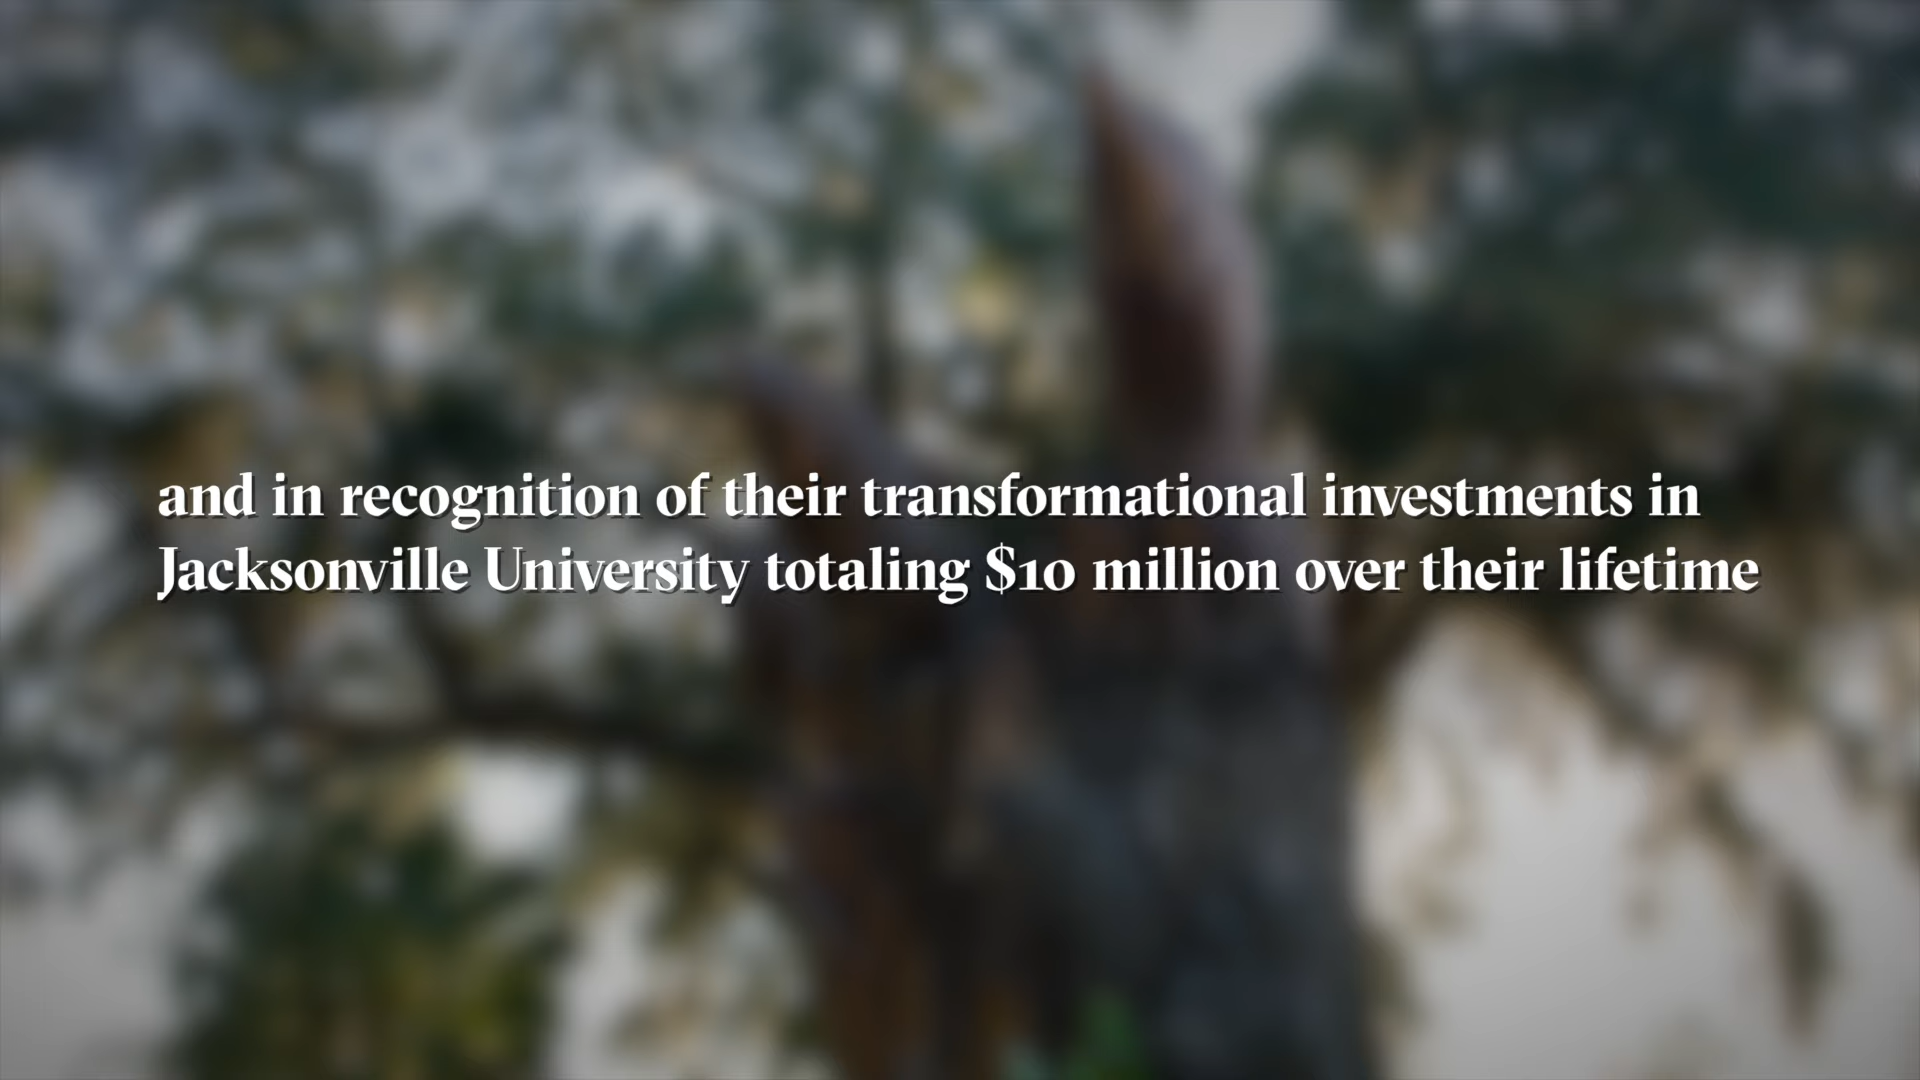 and in recognition of their transformational investments in
Jacksonville University totaling $10 million over their lifetime